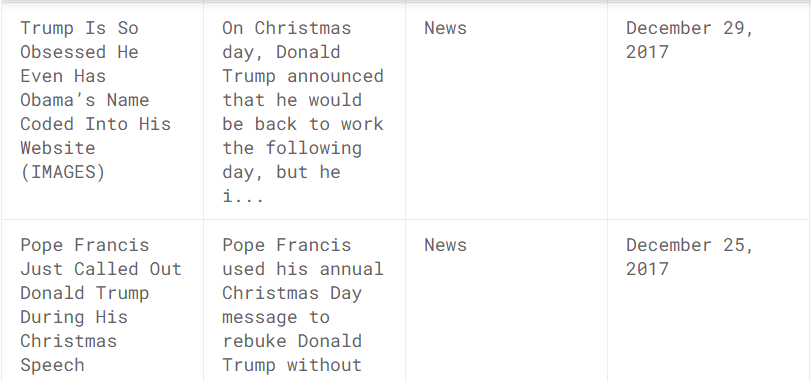 Trump Is So
Obsessed He
Even Has
Obama’s Name
Coded Into His
Website
(IMAGES)
On Christmas
day, Donald
Trump announced
that he would
be back to work
the following
day, but he
i...
News
December 29,
2017
Pope Francis
Just Called Out
Donald Trump
During His
Christmas
Speech
Pope Francis
used his annual
Christmas Day
message to
rebuke Donald
Trump without
News
December 25,
2017